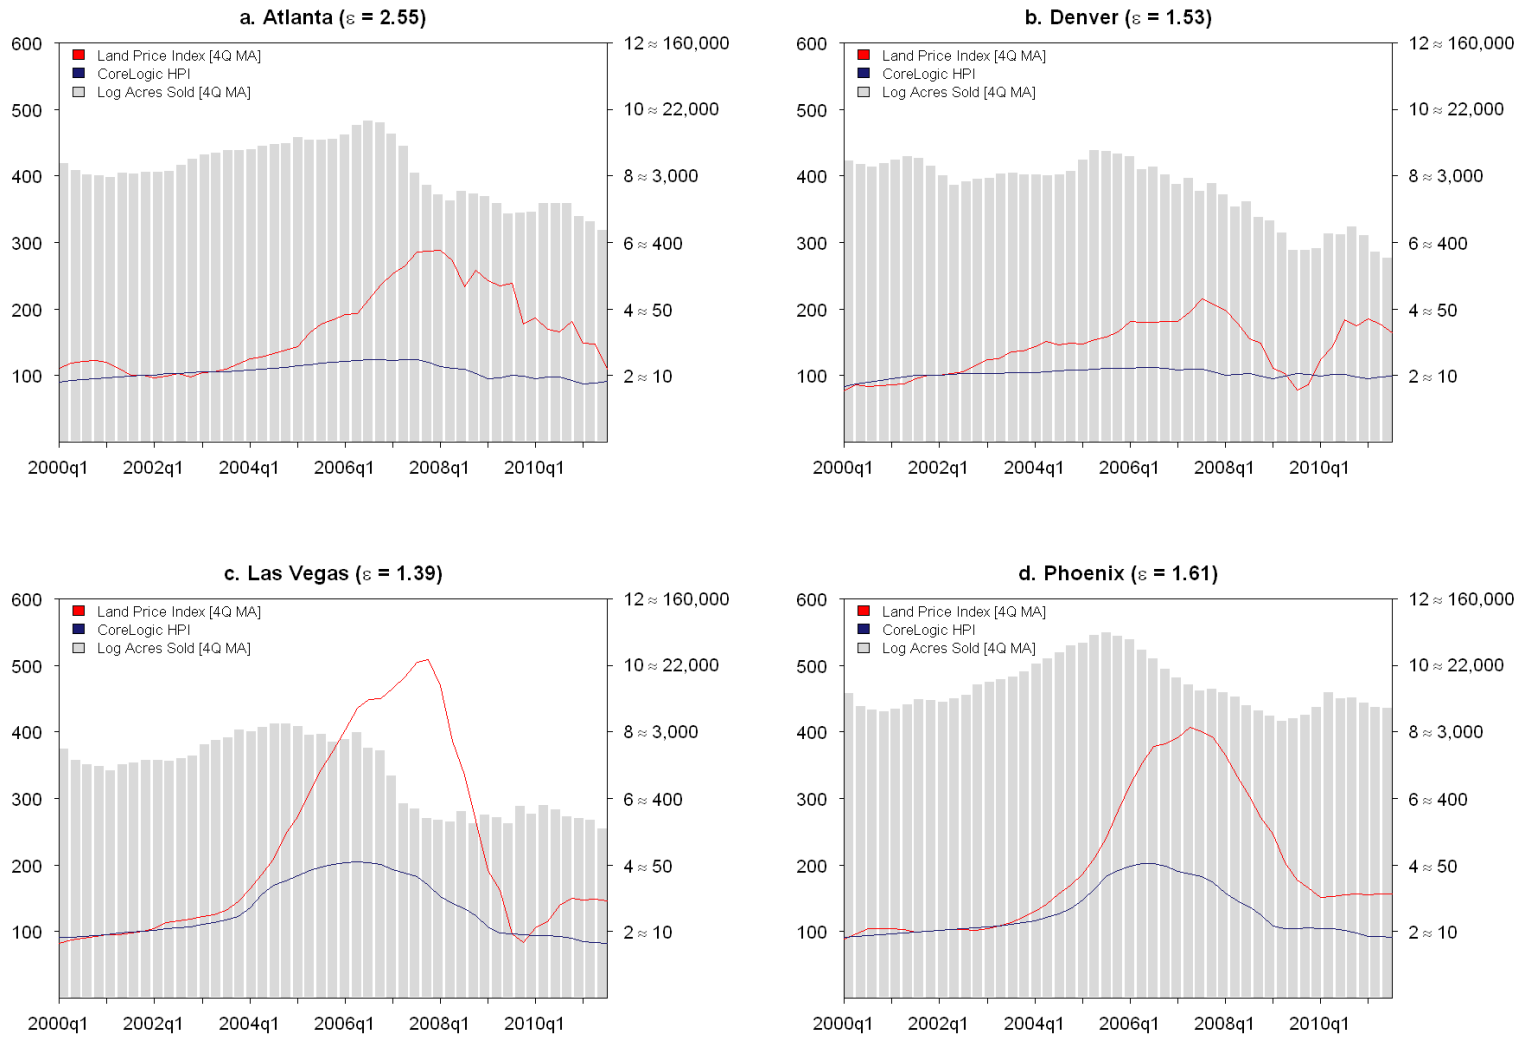 a. Atlanta (ε = 2.55)
600
500
400
300
200
100
Land Price Index [4Q MA]
CoreLogic HPI
Log Acres Sold [4Q MA]
12 ≈ 160,000
10 ≈ 22,000
8 ≈ 3,000
6 ≈ 400
4 ≈ 50
2 ≈ 10
2000q1 2002q1 2004q1 2006q1 2008q1 2010q1
b. Denver (ε = 1.53)
600
500
400
300
200
100
Land Price Index [4Q MA]
CoreLogic HPI
Log Acres Sold [4Q MA]
12 ≈ 160,000
10 ≈ 22,000
8 ≈ 3,000
6 ≈ 400
4 ≈ 50
2 ≈ 10
2000q1 2002q1 2004q1 2006q1 2008q1 2010q1
c. Las Vegas (ε = 1.39)
600
500
400
300
200
100
Land Price Index [4Q MA]
CoreLogic HPI
Log Acres Sold [4Q MA]
12 ≈ 160,000
10 ≈ 22,000
8 ≈ 3,000
6 ≈ 400
4 ≈ 50
2 ≈ 10
2000q1 2002q1 2004q1 2006q1 2008q1 2010q1
d. Phoenix (ε = 1.61)
600
500
400
300
200
100
Land Price Index [4Q MA]
CoreLogic HPI
Log Acres Sold [4Q MA]
12 ≈ 160,000
10 ≈ 22,000
8 ≈ 3,000
6 ≈ 400
4 ≈ 50
2 ≈ 10
2000q1 2002q1 2004q1 2006q1 2008q1 2010q1